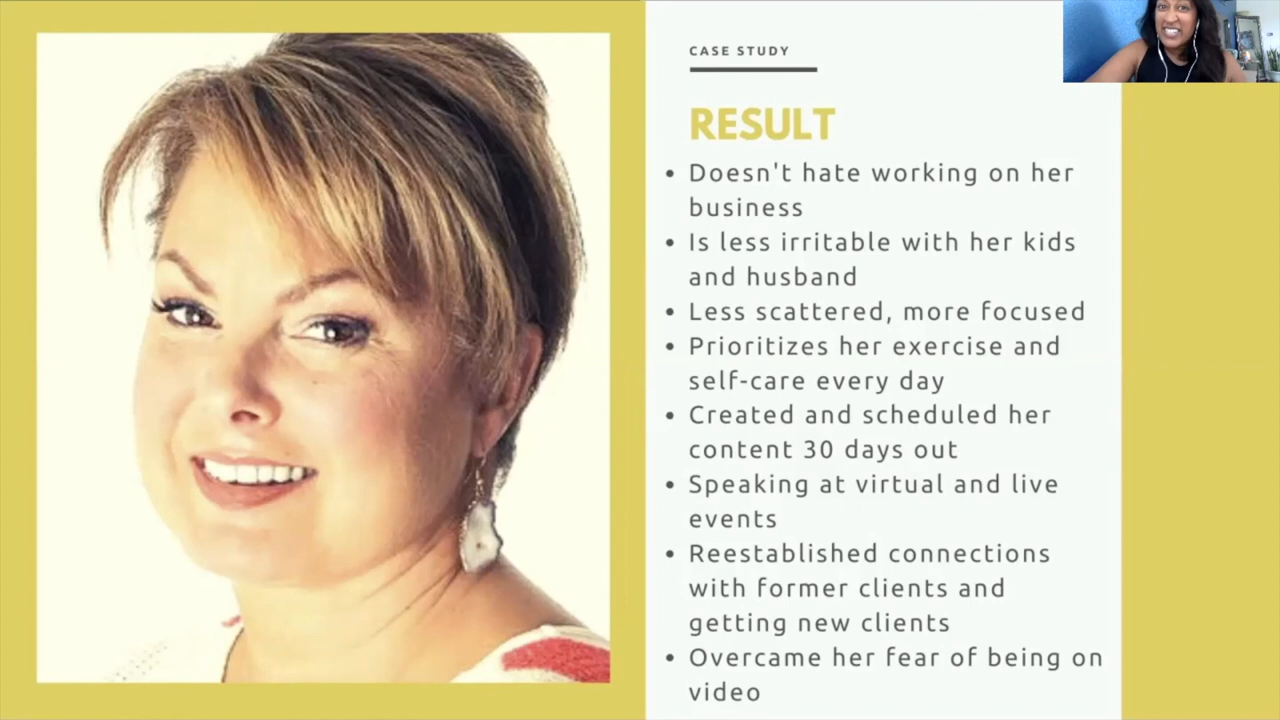 CASE STUDY
RESULT
• Doesn't hate working on her
business
• Is less irritable with her kids
and husband
• Less scattered, more focused
• Prioritizes her exercise and
self-care every day
• Created and scheduled her
content 30 days out
• Speaking at virtual and live
events
• Reestablished connections
with former clients and
getting new clients
• Overcame her fear of being on
video